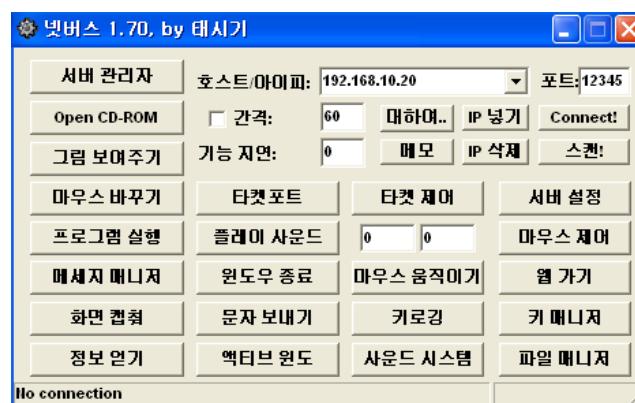 넷버스 1.70, by 태시기
서버 관리자 호스트/아이피: 192.168.10.20 포트: 12345
Open CD-ROM 간격: 60 대하여.. IP 넣기 Connect!
그림 보여주기 기능 지연: 0 메모 IP 삭제 스캔!
마우스 바꾸기 타켓포트 타켓 제어 서버 설정
프로그램 실행 플레이 사운드 0 0 마우스 제어
메세지 매니저 윈도우 종료 마우스 움직이기 웹 가기
화면 캡춰 문자 보내기 키로깅 키 매니저
정보 얻기 액티브 윈도 사운드 시스템 파일 매니저
No connection